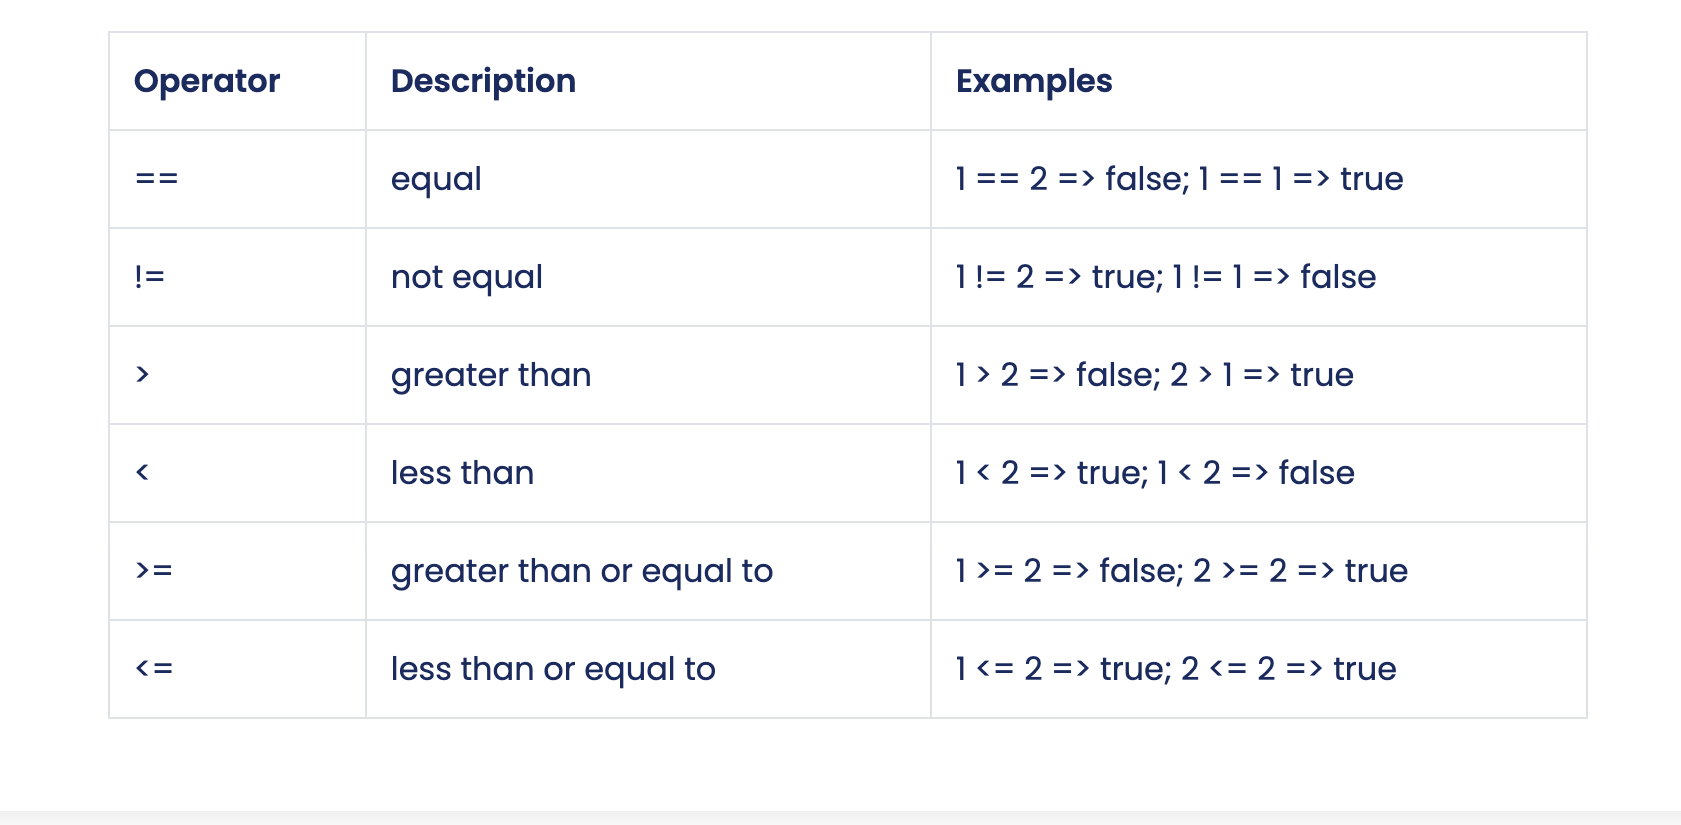 Operator Description Examples
== equal 1 == 2 => false; 1 == 1 => true
!= not equal 1 != 2 => true; 1 != 1 => false
> greater than 1 > 2 => false; 2 > 1 => true
< less than 1 < 2 => true; 1 < 2 => false
>= greater than or equal to 1 >= 2 => false; 2 >= 2 => true
<= less than or equal to 1 <= 2 => true; 2 <= 2 => true